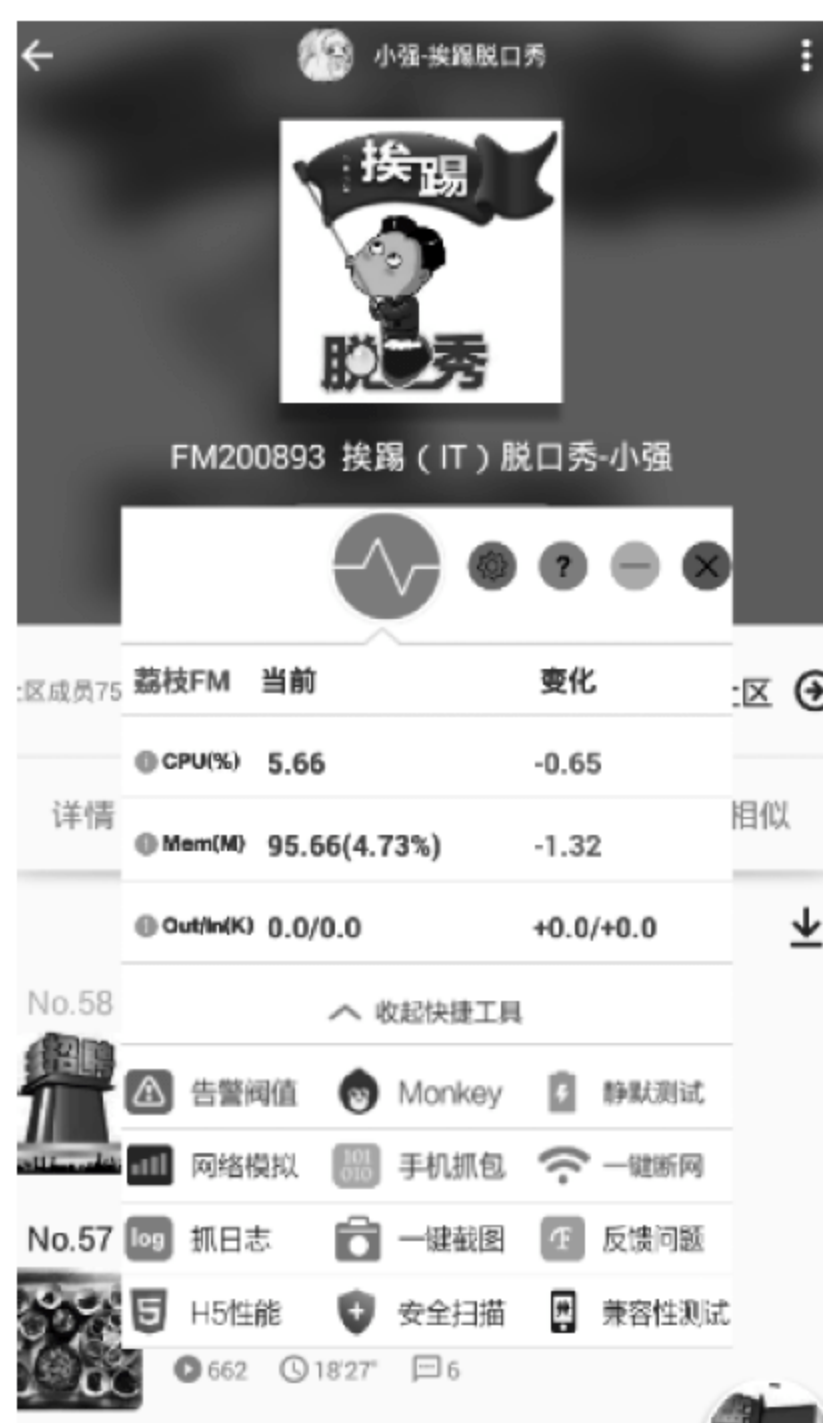 小强-挨踢脱口秀
挨踢
脱口秀
FM200893 挨踢（IT）脱口秀-小强
荔枝FM 当前 变化
区成员75
区
CPU(%) 5.66 -0.65
详情
相似
Mem(M) 95.66(4.73%) -1.32
Out/In(K) 0.0/0.0 +0.0/+0.0
No.58
收起快捷工具
招聘
告警阀值 Monkey 静默测试
网络模拟 101 010 手机抓包 一键断网
No.57
log 抓日志 一键截图 反馈问题
5 H5性能 安全扫描 兼容性测试
662 18'27" 6